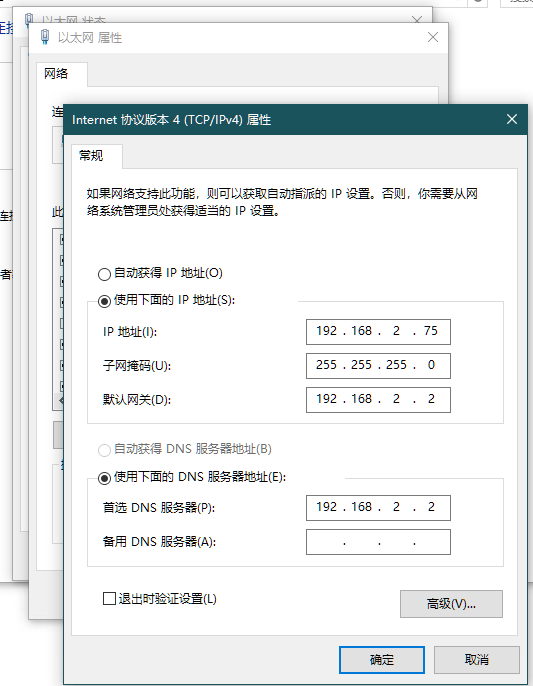 以太网 状态
以太网 属性
网络
Internet 协议版本 4 (TCP/IPv4) 属性
常规
如果网络支持此功能，则可以获取自动指派的 IP 设置。否则，你需要从网
络系统管理员处获得适当的 IP 设置。
自动获得 IP 地址(O)
使用下面的 IP 地址(S):
IP 地址(I): 192 . 168 . 2 . 75
子网掩码(U): 255 . 255 . 255 . 0
默认网关(D): 192 . 168 . 2 . 2
自动获得 DNS 服务器地址(B)
使用下面的 DNS 服务器地址(E):
首选 DNS 服务器(P): 192 . 168 . 2 . 2
备用 DNS 服务器(A): . . .
退出时验证设置(L)
高级(V)...
确定
取消